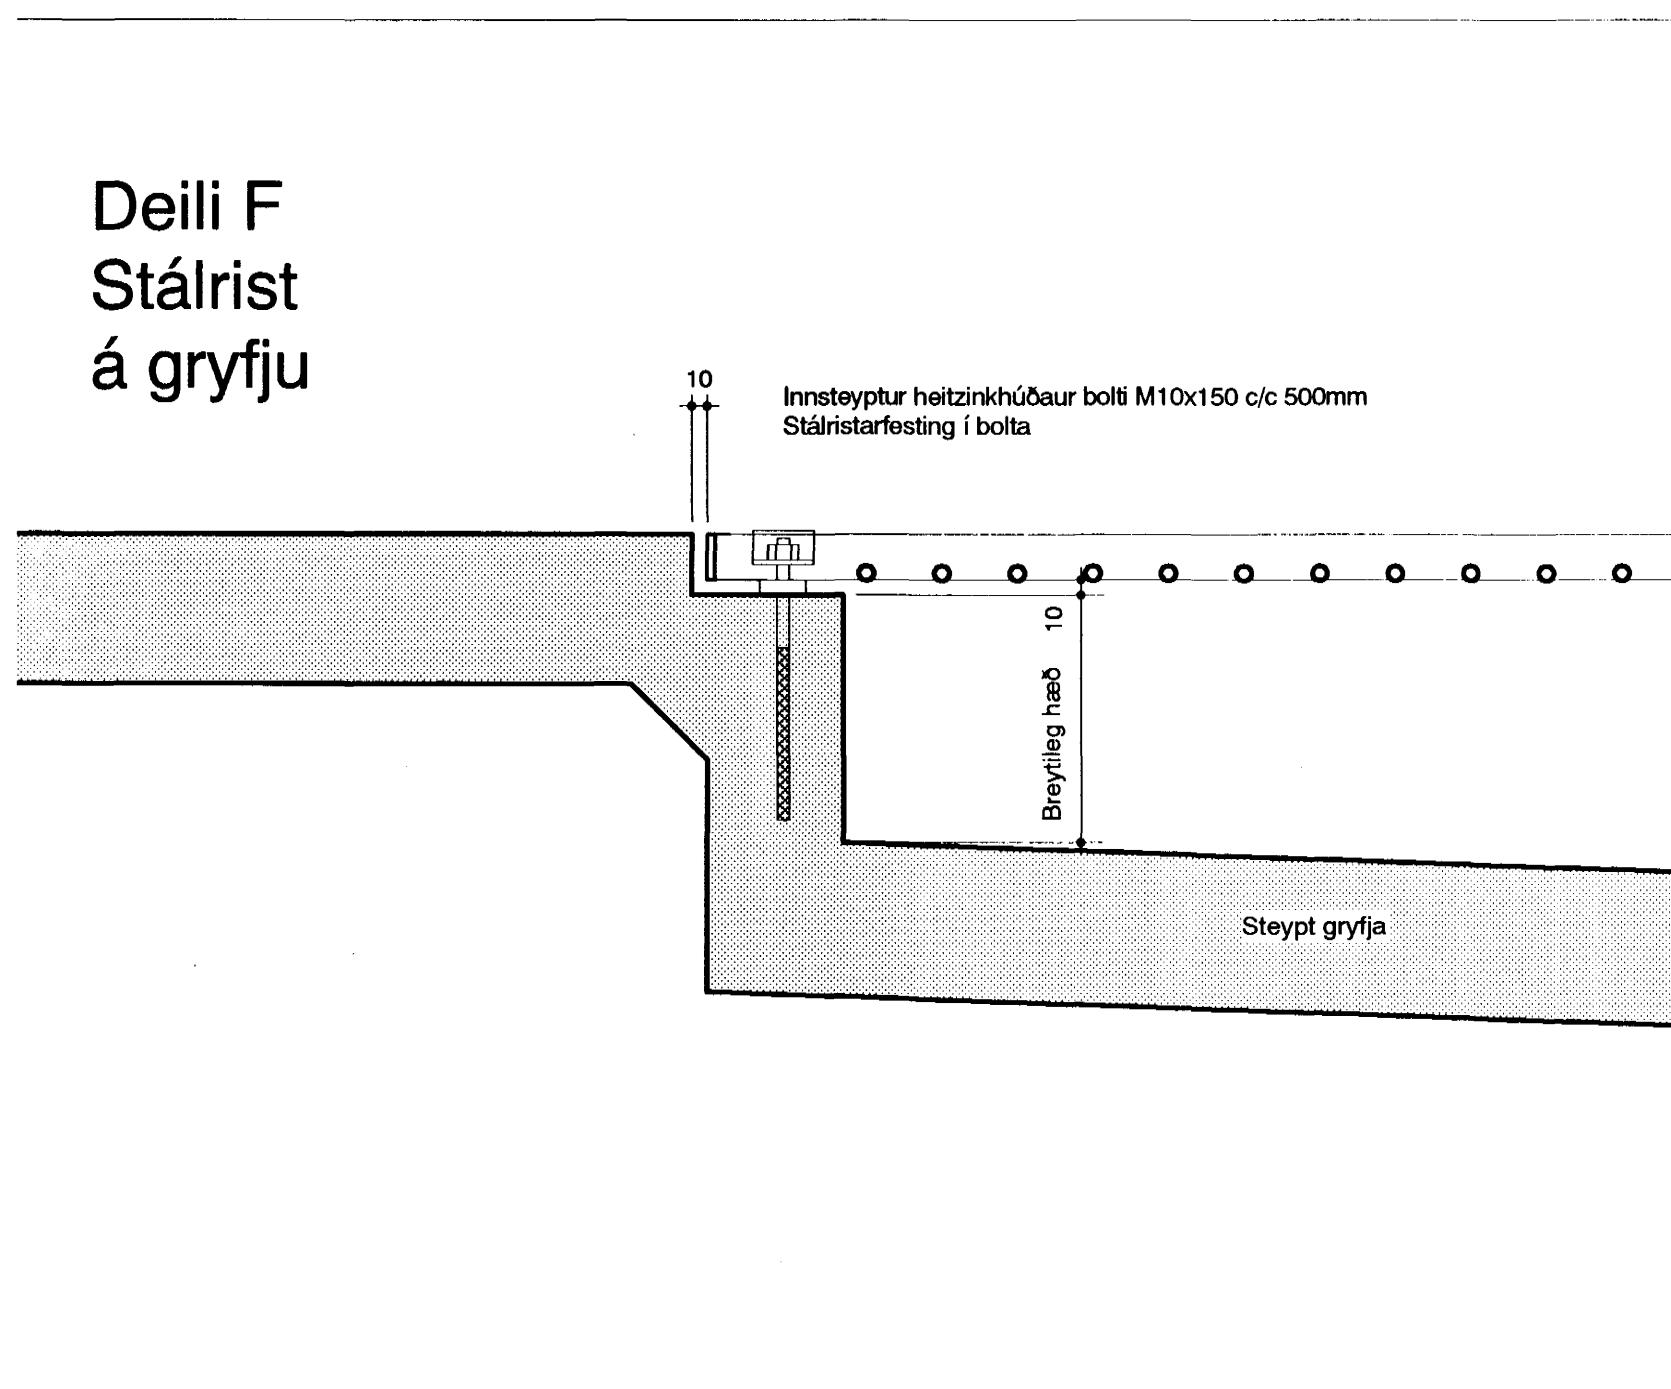 Deili F
Stálrist
á gryfju
10
Innsteyptur heitzinkhúðaur bolti M10x150 c/c 500mm
Stálristarfesting í bolta
10
Breytileg hæð
Steypt gryfja